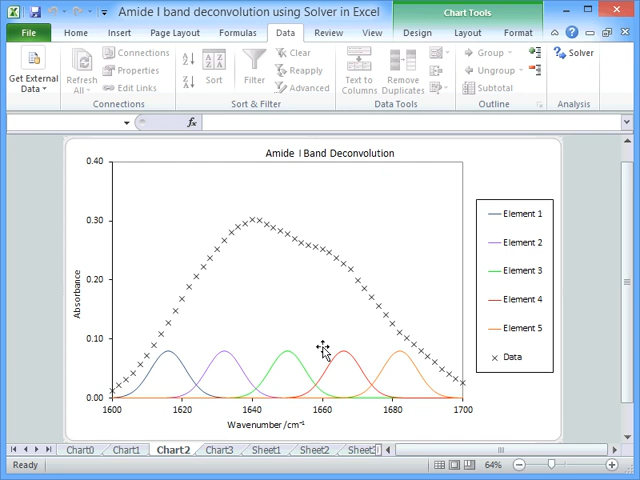 Amide I band deconvolution using Solver in Excel
Chart Tools
File Home Insert Page Layout Formulas Data Review View Design Layout Format
Get External Data
Refresh All
Connections
Properties
Edit Links
Connections
Sort
Filter
Clear
Reapply
Advanced
Sort & Filter
Text to Columns
Remove Duplicates
Data Tools
Group
Ungroup
Subtotal
Outline
Solver
Analysis
fx
Amide I Band Deconvolution
0.40
0.30
0.20
0.10
0.00
Absorbance
1600 1620 1640 1660 1680 1700
Wavenumber /cm⁻¹
Element 1
Element 2
Element 3
Element 4
Element 5
Data
Chart0 Chart1 Chart2 Chart3 Sheet1 Sheet2 Sheet3
Ready
64%